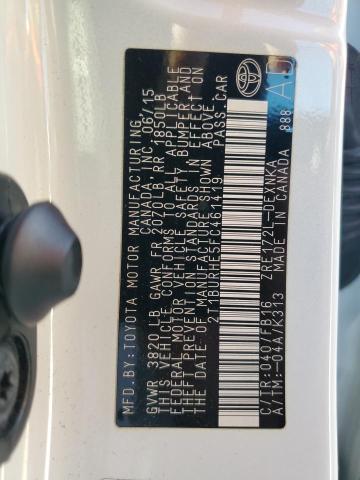 MFD.BY:TOYOTA MOTOR MANUFACTURING
CANADA, INC. 06/15
GVWR 3820 LB GAWR FR 2070LB, RR 1850LB
THIS VEHICLE CONFORMS TO ALL APPLICABLE
FEDERAL MOTOR VEHICLE SAFETY, BUMPER AND
THEFT PREVENTION STANDARDS IN EFFECT ON
THE DATE OF MANUFACTURE SHOWN ABOVE.
2T1BURHE5FC461419 PASS.CAR
C/TR:040/FB16 ZRE172L-DEXNKA
A/TM:-04A/K313 MADE IN CANADA 888
AD